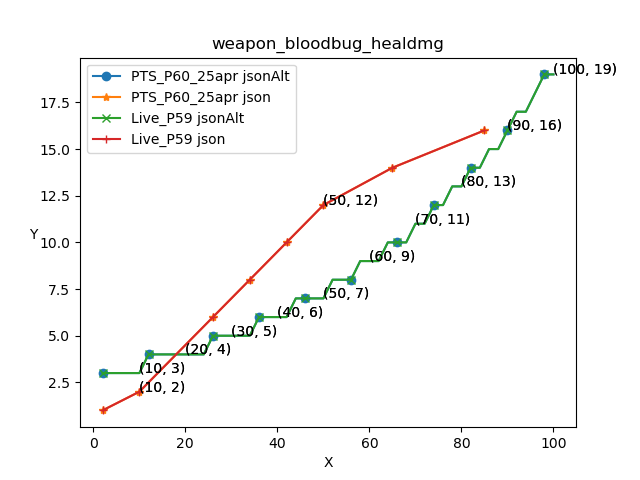 weapon_bloodbug_healdmg
PTS_P60_25apr jsonAlt
PTS_P60_25apr json
Live_P59 jsonAlt
Live_P59 json
(100, 19)
(90, 16)
(80, 13)
(50, 12)
(70, 11)
(60, 9)
(50, 7)
(40, 6)
(30, 5)
(20, 4)
(10, 3)
(10, 2)
17.5
15.0
12.5
10.0
7.5
5.0
2.5
Y
0 20 40 60 80 100
X